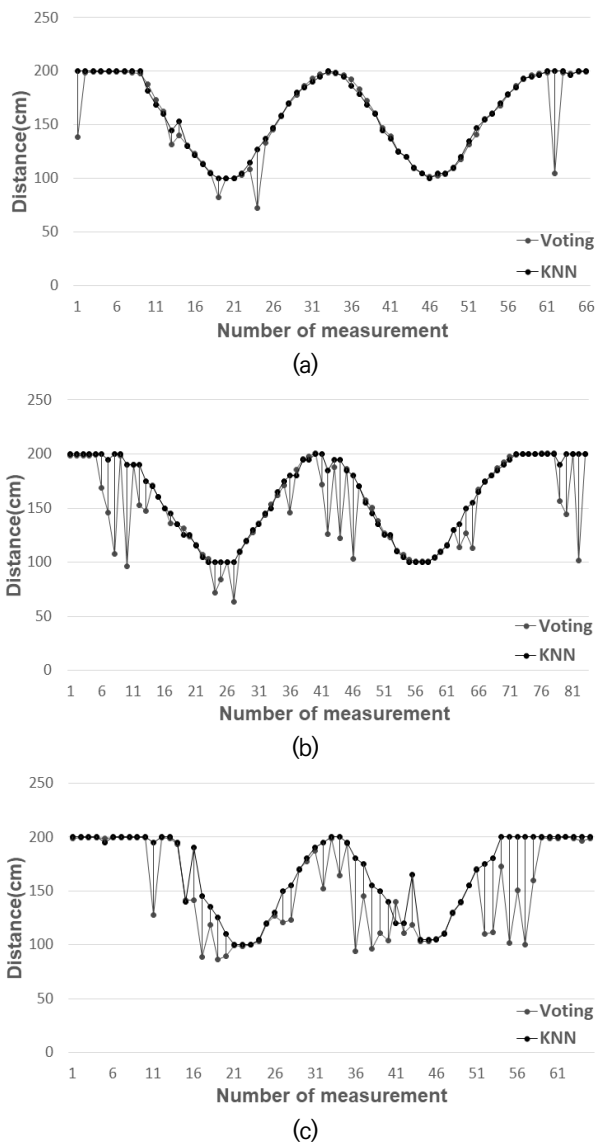 250
200
150
100
50
0
Distance(cm)
Voting
KNN
1 6 11 16 21 26 31 36 41 46 51 56 61 66
Number of measurement
(a)
250
200
150
100
50
0
Distance(cm)
Voting
KNN
1 6 11 16 21 26 31 36 41 46 51 56 61 66 71 76 81
Number of measurement
(b)
250
200
150
100
50
0
Distance(cm)
Voting
KNN
1 6 11 16 21 26 31 36 41 46 51 56 61
Number of measurement
(c)